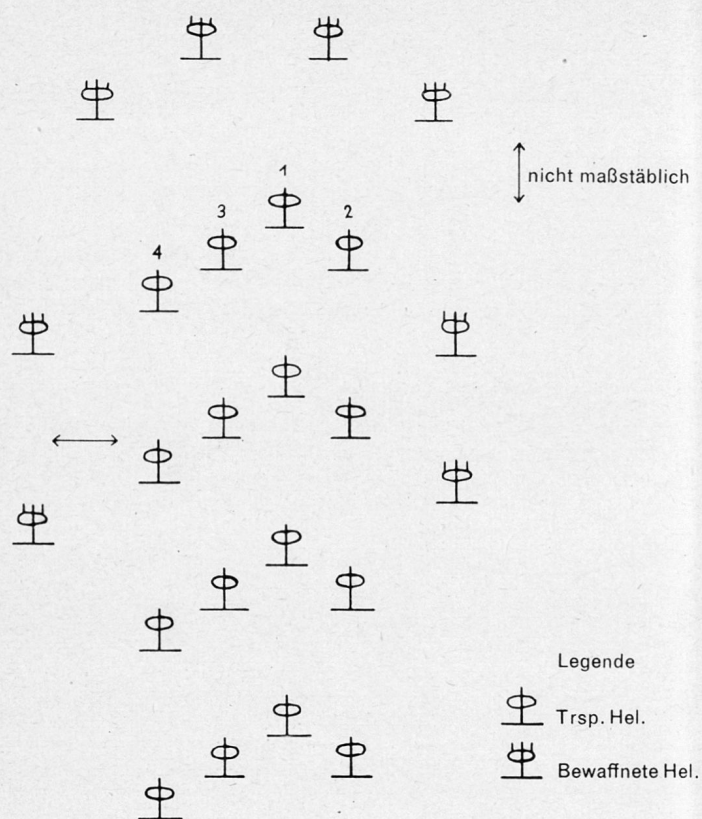 1
nicht maßstäblich
3
2
4
Legende
Trsp. Hel.
Bewaffnete Hel.